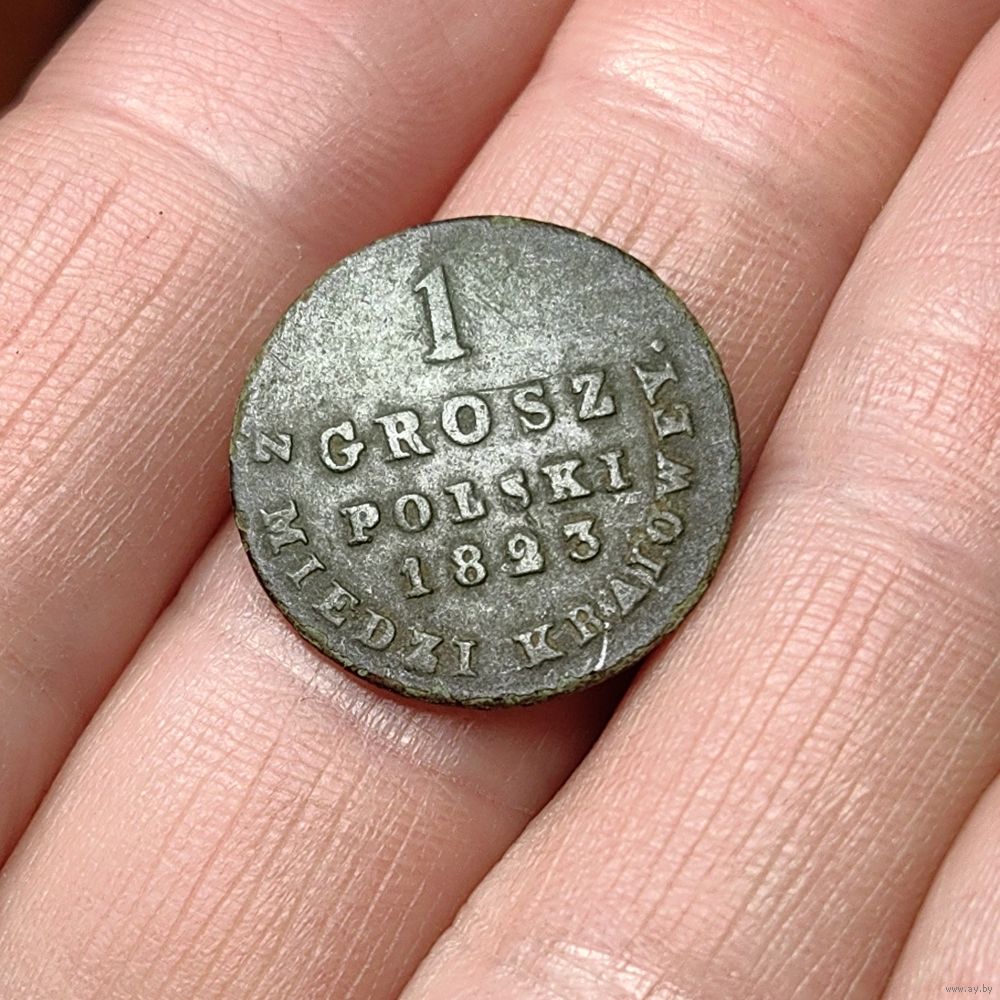 1
GROSZ
POLSKI
1823
Z MIEDZI KRAIOWEY.
www.ay.by